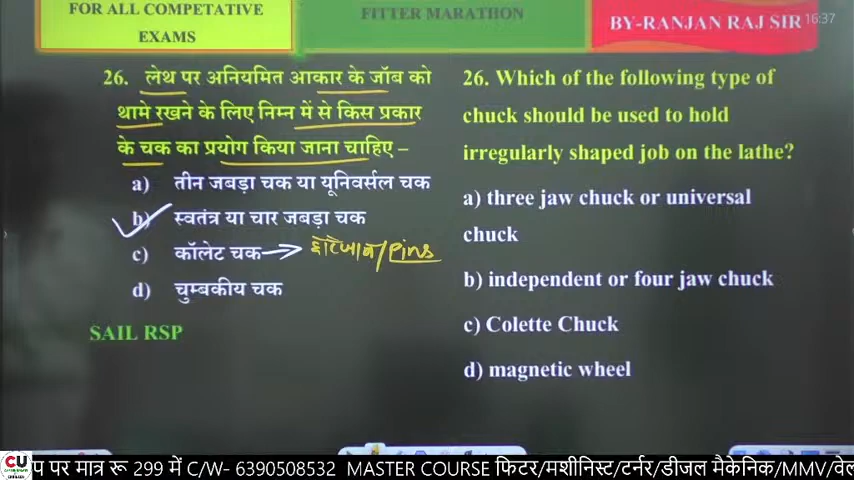 FOR ALL COMPETATIVE
EXAMS
FITTER MARATHON
BY-RANJAN RAJ SIR
16:37
26. लेथ पर अनियमित आकार के जॉब को
थामे रखने के लिए निम्न में से किस प्रकार
के चक का प्रयोग किया जाना चाहिए –
a) तीन जबड़ा चक या यूनिवर्सल चक
b) स्वतंत्र या चार जबड़ा चक
c) कॉलेट चक → छोटे जाब/Pins
d) चुम्बकीय चक
SAIL RSP
26. Which of the following type of
chuck should be used to hold
irregularly shaped job on the lathe?
a) three jaw chuck or universal
chuck
b) independent or four jaw chuck
c) Colette Chuck
d) magnetic wheel
CU
प पर मात्र रू 299 में C/W- 6390508532 MASTER COURSE फिटर/मशीनिस्ट/टर्नर/डीजल मैकेनिक/MMV/वेल